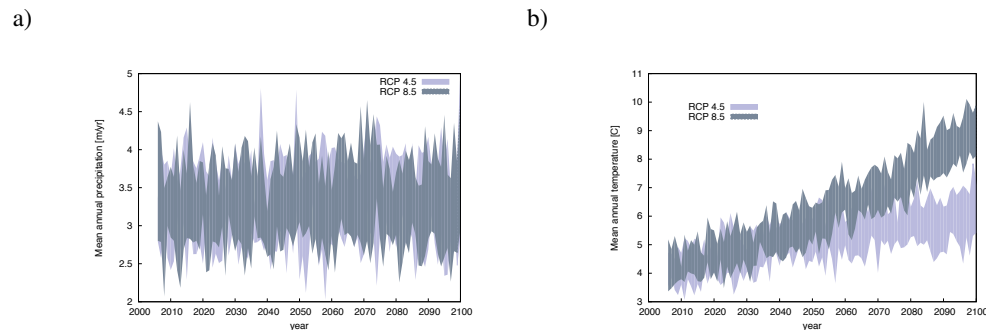 a)
b)
Mean annual precipitation [m/yr]
5
4.5
4
3.5
3
2.5
2
RCP 4.5
RCP 8.5
2000 2010 2020 2030 2040 2050 2060 2070 2080 2090 2100
year
Mean annual temperature [C]
11
10
9
8
7
6
5
4
3
RCP 4.5
RCP 8.5
2000 2010 2020 2030 2040 2050 2060 2070 2080 2090 2100
year